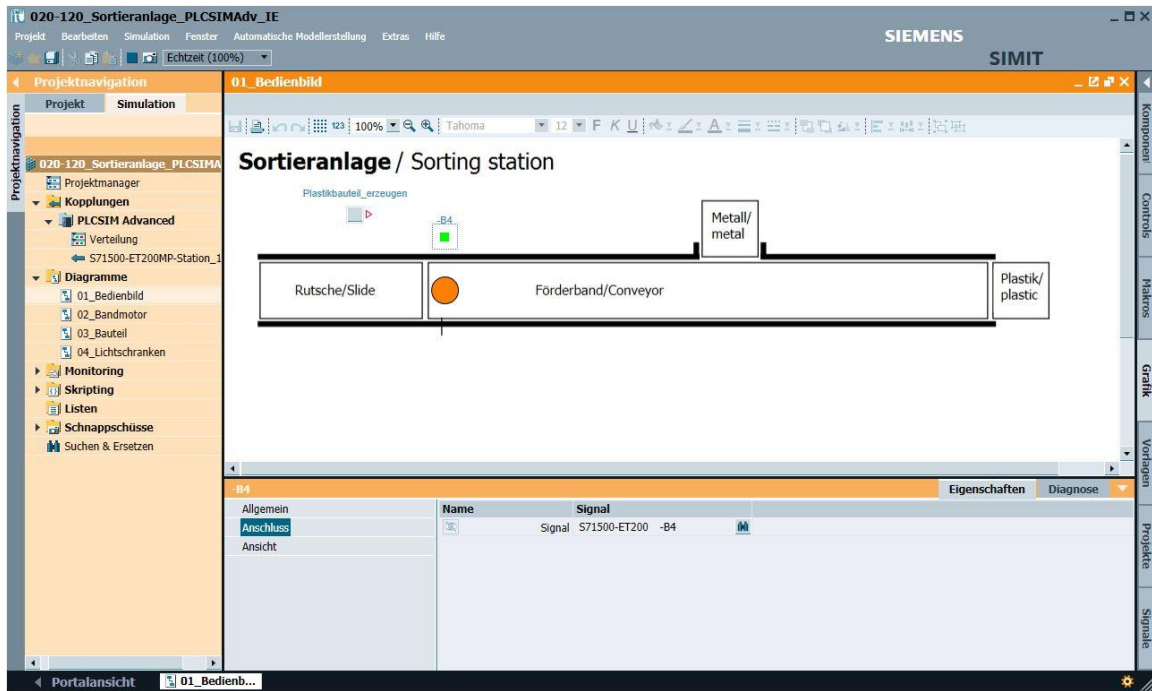 020-120_Sortieranlage_PLCSIMAdv_IE
Projekt Bearbeiten Simulation Fenster Automatische Modellerstellung Extras Hilfe
SIEMENS
SIMIT
Echtzeit (100%)
Projektnavigation
01_Bedienbild
Projekt Simulation
Projektnavigation
123 100% Tahoma 12 F K U
020-120_Sortieranlage_PLCSIMA
Projektmanager
Kopplungen
PLCSIM Advanced
Verteilung
S71500-ET200MP-Station_1
Diagramme
01_Bedienbild
02_Bandmotor
03_Bauteil
04_Lichtschranken
Monitoring
Skripting
Listen
Schnappschüsse
Suchen & Ersetzen
Sortieranlage / Sorting station
Plastikbauteil_erzeugen
-B4
Metall/
metal
Rutsche/Slide
Förderband/Conveyor
Plastik/
plastic
Komponen
Controls
Makros
Grafik
Vorlagen
Projekte
Signale
-B4
Eigenschaften Diagnose
Allgemein
Anschluss
Ansicht
Name Signal
Signal S71500-ET200 -B4
Portalansicht
01_Bedienb...